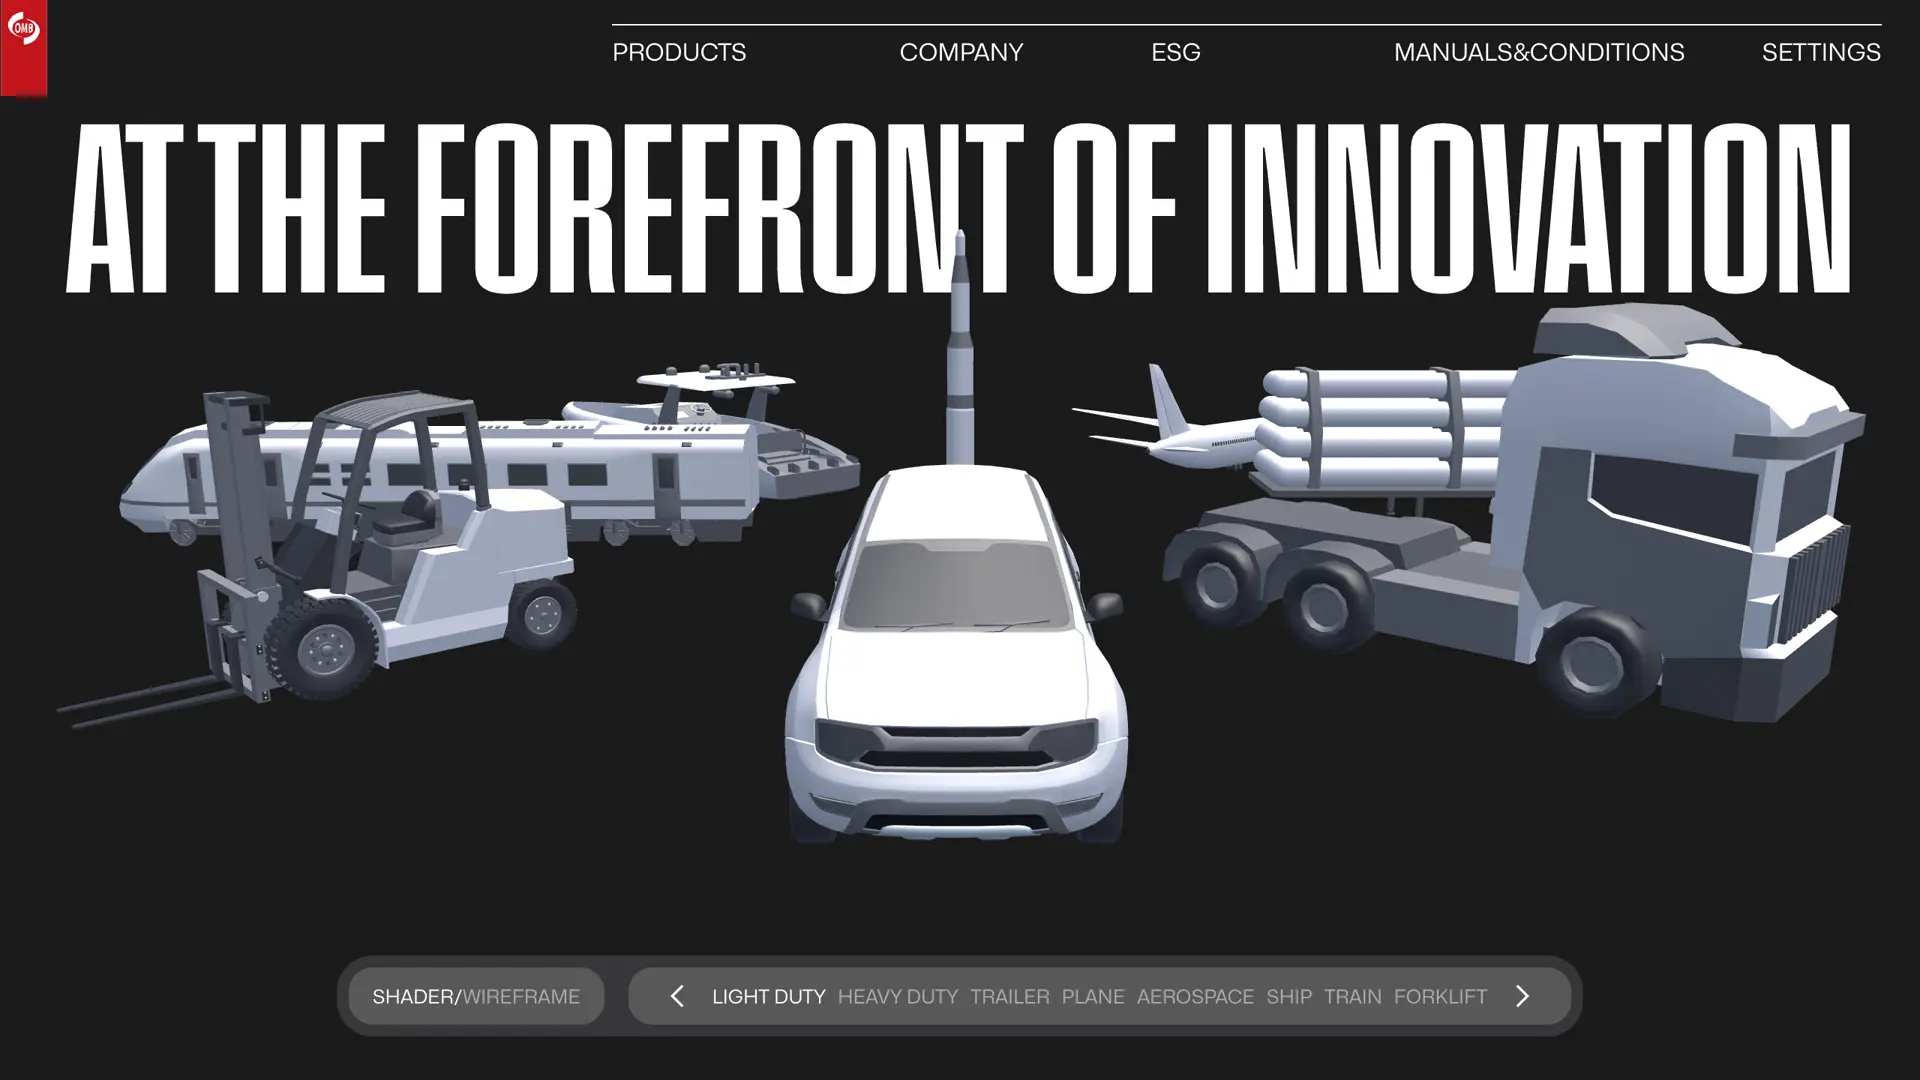 OMB
PRODUCTS COMPANY ESG MANUALS&CONDITIONS SETTINGS
AT THE FOREFRONT OF INNOVATION
SHADER/WIREFRAME LIGHT DUTY HEAVY DUTY TRAILER PLANE AEROSPACE SHIP TRAIN FORKLIFT